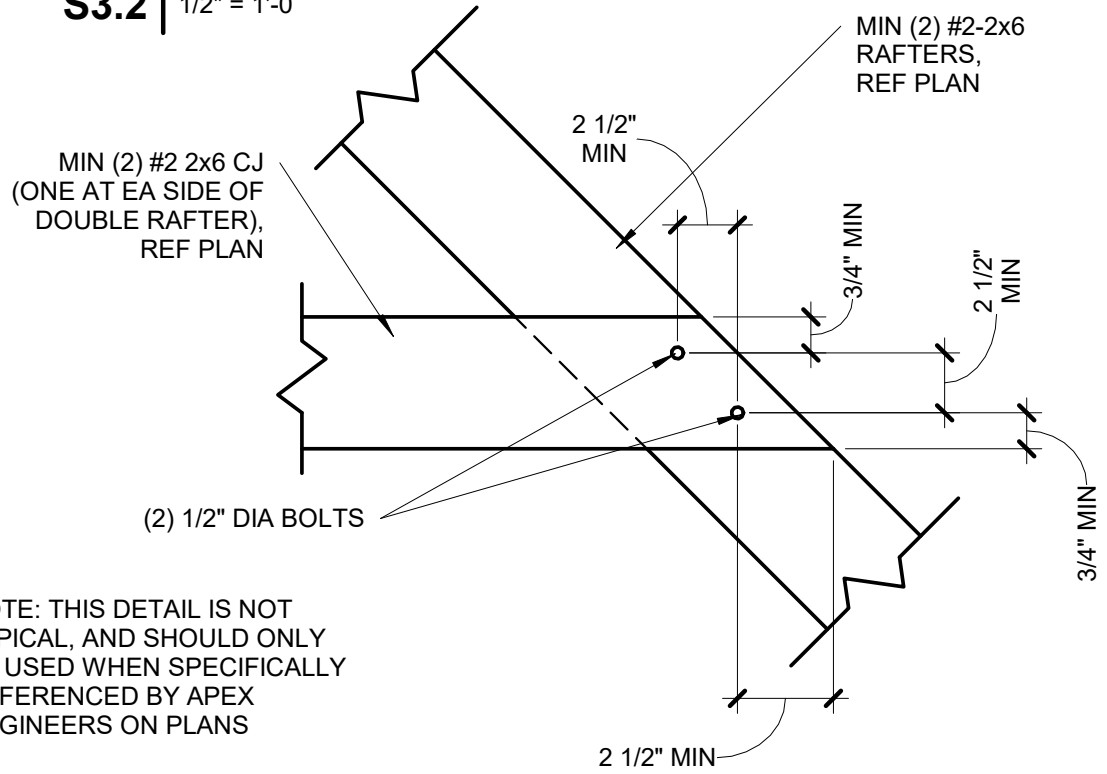 S3.2
1/2" = 1'-0
MIN (2) #2-2x6
RAFTERS,
REF PLAN
2 1/2"
MIN
MIN (2) #2 2x6 CJ
(ONE AT EA SIDE OF
DOUBLE RAFTER),
REF PLAN
3/4" MIN
2 1/2"
MIN
(2) 1/2" DIA BOLTS
3/4" MIN
OTE: THIS DETAIL IS NOT
PICAL, AND SHOULD ONLY
USED WHEN SPECIFICALLY
FERENCED BY APEX
GINEERS ON PLANS
2 1/2" MIN